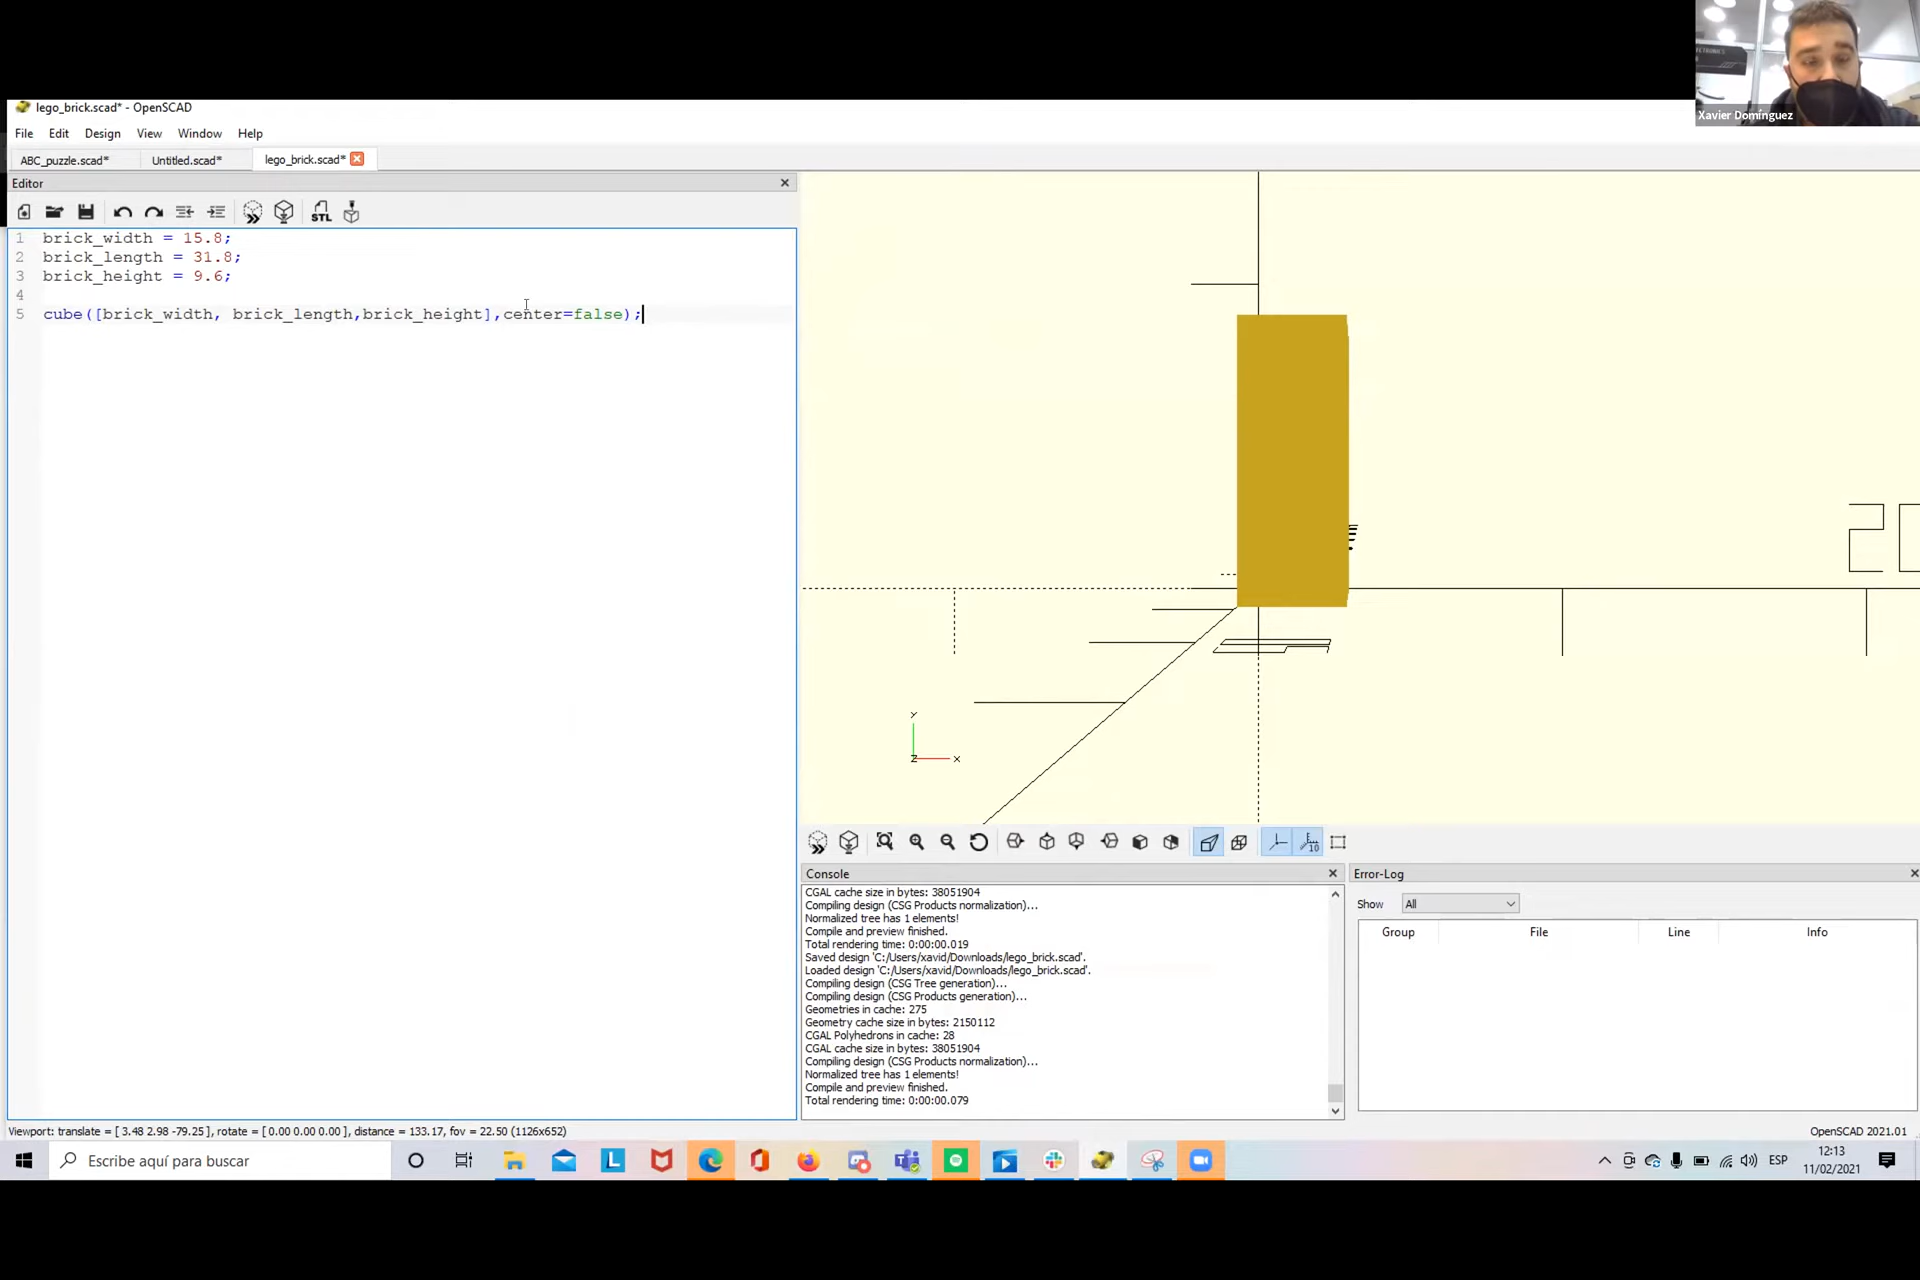 Xavier Domínguez
lego_brick.scad* - OpenSCAD
File Edit Design View Window Help
ABC_puzzle.scad* Untitled.scad* lego_brick.scad*
Editor
STL
1 brick_width = 15.8;
2 brick_length = 31.8;
3 brick_height = 9.6;
4
5 cube([brick_width, brick_length,brick_height],center=false);
20
Y
Z X
10
Console
CGAL cache size in bytes: 38051904
Compiling design (CSG Products normalization)...
Normalized tree has 1 elements!
Compile and preview finished.
Total rendering time: 0:00:00.019
Saved design 'C:/Users/xavid/Downloads/lego_brick.scad'.
Loaded design 'C:/Users/xavid/Downloads/lego_brick.scad'.
Compiling design (CSG Tree generation)...
Compiling design (CSG Products generation)...
Geometries in cache: 275
Geometry cache size in bytes: 2150112
CGAL Polyhedrons in cache: 28
CGAL cache size in bytes: 38051904
Compiling design (CSG Products normalization)...
Normalized tree has 1 elements!
Compile and preview finished.
Total rendering time: 0:00:00.079
Error-Log
Show All
Group File Line Info
Viewport: translate = [ 3.48 2.98 -79.25 ], rotate = [ 0.00 0.00 0.00 ], distance = 133.17, fov = 22.50 (1126x652)
OpenSCAD 2021.01
Escribe aquí para buscar
L
ESP
12:13
11/02/2021